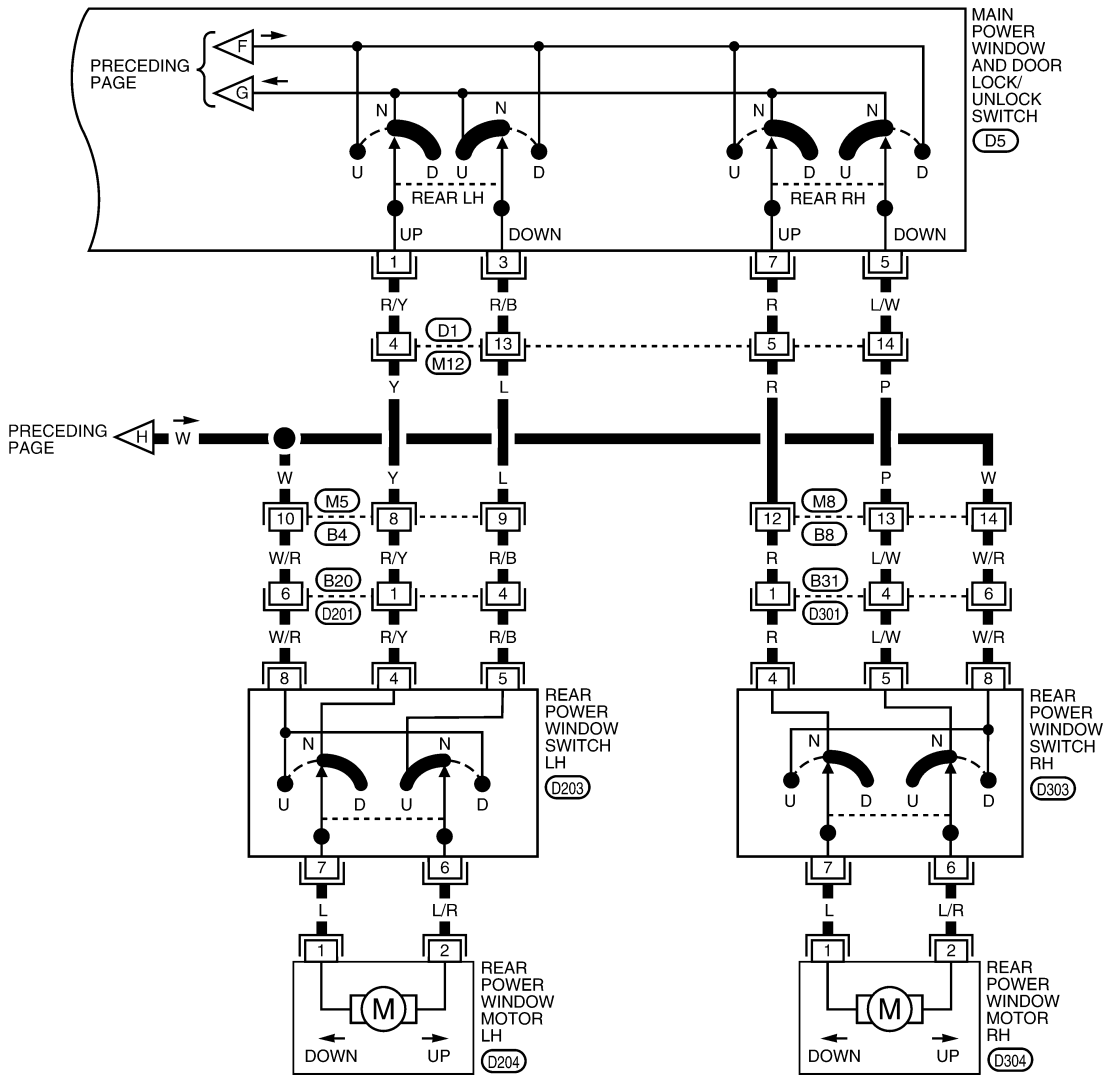 MAIN
POWER
WINDOW
AND DOOR
LOCK/
UNLOCK
SWITCH
D5
PRECEDING
PAGE
F
G
N N N N
U D U D U D U D
REAR LH REAR RH
UP DOWN UP DOWN
1 3 7 5
R/Y R/B R L/W
D1
4 13 5 14
M12
Y L R P
PRECEDING
PAGE
H W
W Y L P W
M5 M8
10 8 9 12 13 14
B4 B8
W/R R/Y R/B R L/W W/R
B20 B31
6 1 4 1 4 6
D201 D301
W/R R/Y R/B R L/W W/R
8 4 5 4 5 8
REAR
POWER
WINDOW
SWITCH
LH
D203
REAR
POWER
WINDOW
SWITCH
RH
D303
N N N N
U D U D U D U D
7 6 7 6
L L/R L L/R
1 2 1 2
REAR
POWER
WINDOW
MOTOR
LH
D204
REAR
POWER
WINDOW
MOTOR
RH
D304
M M
DOWN UP DOWN UP